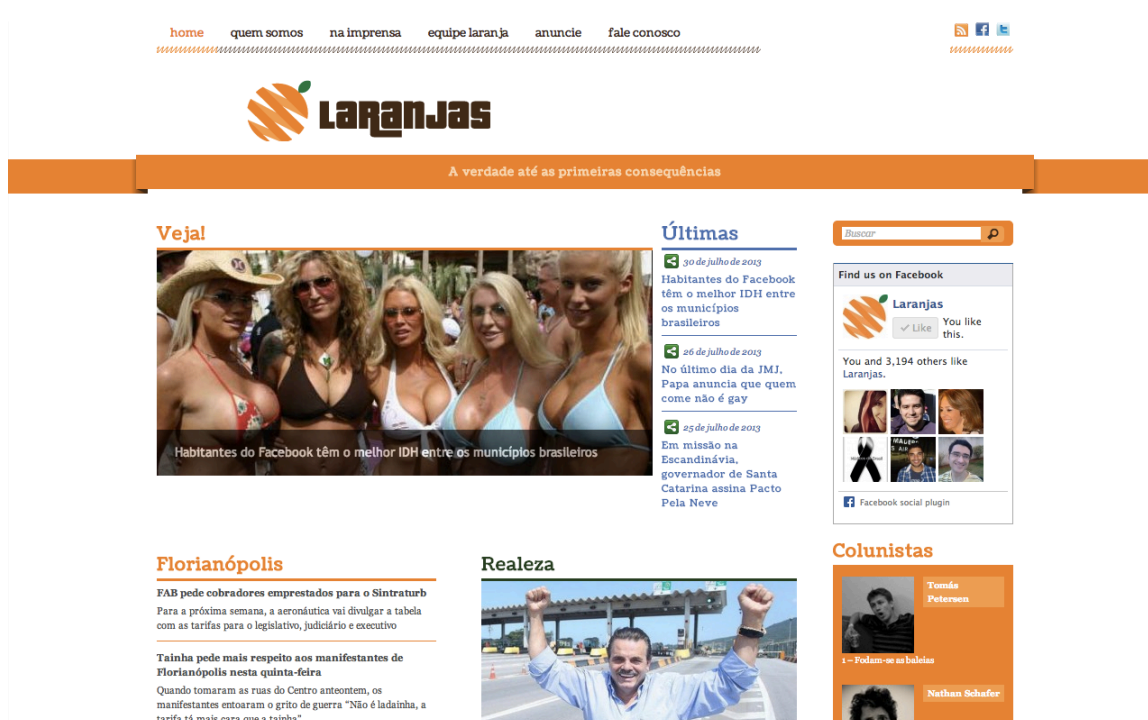 home quem somos na imprensa equipe laranja anuncie fale conosco
LARANJAS
A verdade até as primeiras consequências
Veja!
Habitantes do Facebook têm o melhor IDH entre os municípios brasileiros
Últimas
30 de julho de 2013
Habitantes do Facebook
têm o melhor IDH entre
os municípios
brasileiros
26 de julho de 2013
No último dia da JMJ,
Papa anuncia que quem
come não é gay
25 de julho de 2013
Em missão na
Escandinávia,
governador de Santa
Catarina assina Pacto
Pela Neve
Buscar
Find us on Facebook
Laranjas
Like
You like
this.
You and 3,194 others like
Laranjas.
Facebook social plugin
Florianópolis
FAB pede cobradores emprestados para o Sintraturb
Para a próxima semana, a aeronáutica vai divulgar a tabela
com as tarifas para o legislativo, judiciário e executivo
Tainha pede mais respeito aos manifestantes de
Florianópolis nesta quinta-feira
Quando tomaram as ruas do Centro anteontem, os
manifestantes entoaram o grito de guerra “Não é ladainha, a
tarifa tá mais cara que a tainha”
Realeza
Colunistas
Tomás
Petersen
1 – Fodam-se as baleias
Nathan Schafer